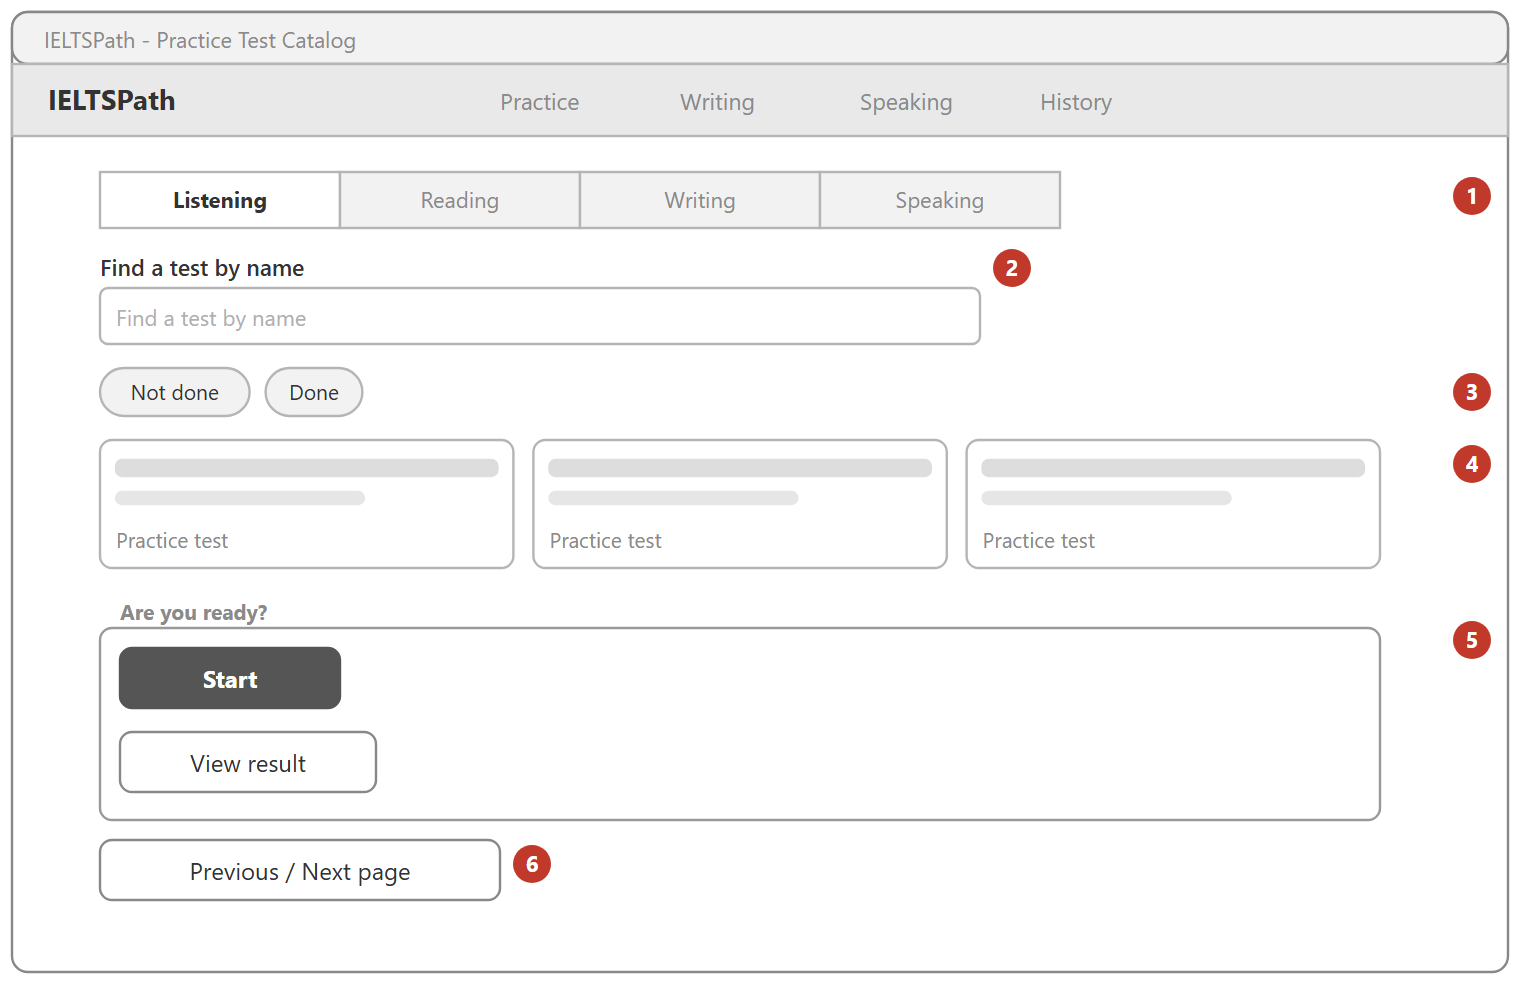 IELTSPath - Practice Test Catalog
IELTSPath Practice Writing Speaking History
Listening Reading Writing Speaking 1
Find a test by name 2
Find a test by name
Not done Done 3
4
Practice test Practice test Practice test
Are you ready?
5
Start
View result
Previous / Next page 6